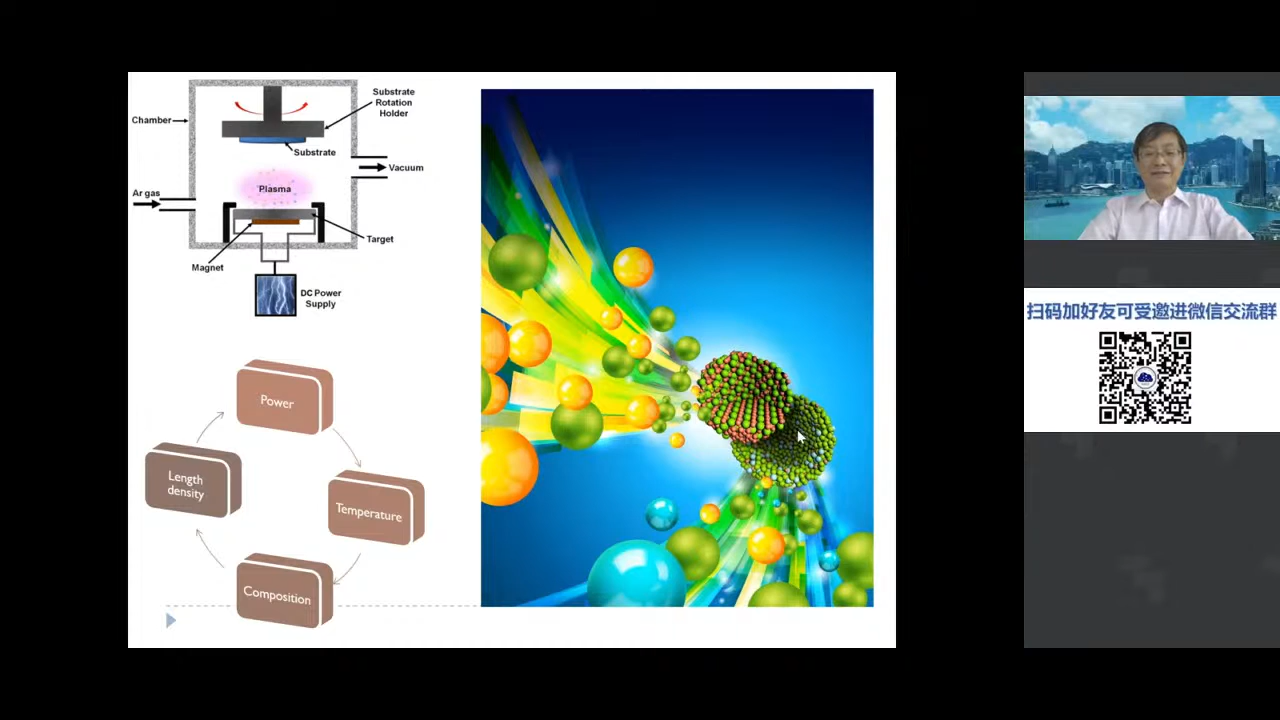 Substrate
Rotation
Holder
Chamber
Substrate
Vacuum
Plasma
Ar gas
Target
Magnet
DC Power
Supply
Power
Length
density
Temperature
Composition
扫码加好友可受邀进微信交流群